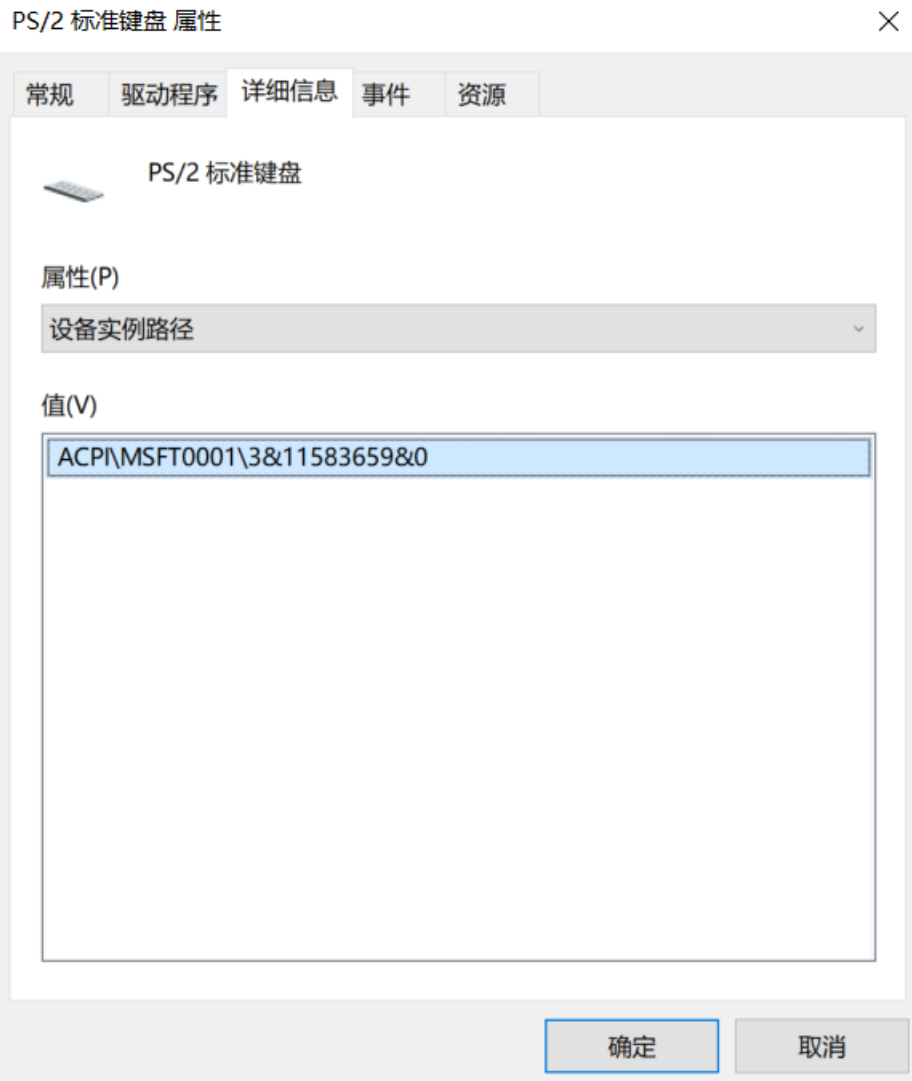 PS/2 标准键盘 属性
常规 驱动程序 详细信息 事件 资源
PS/2 标准键盘
属性(P)
设备实例路径
值(V)
ACPI\MSFT0001\3&11583659&0
确定 取消